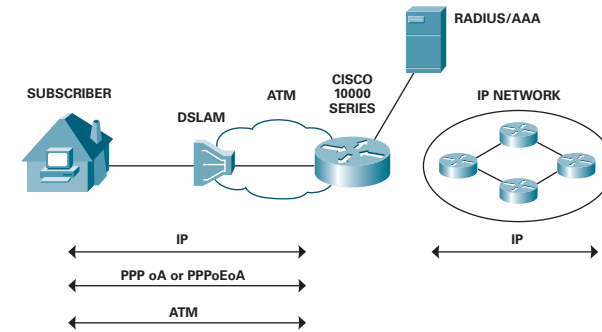 RADIUS/AAA
CISCO
10000
SERIES
SUBSCRIBER
ATM
IP NETWORK
DSLAM
IP
IP
PPP oA or PPPoEoA
ATM